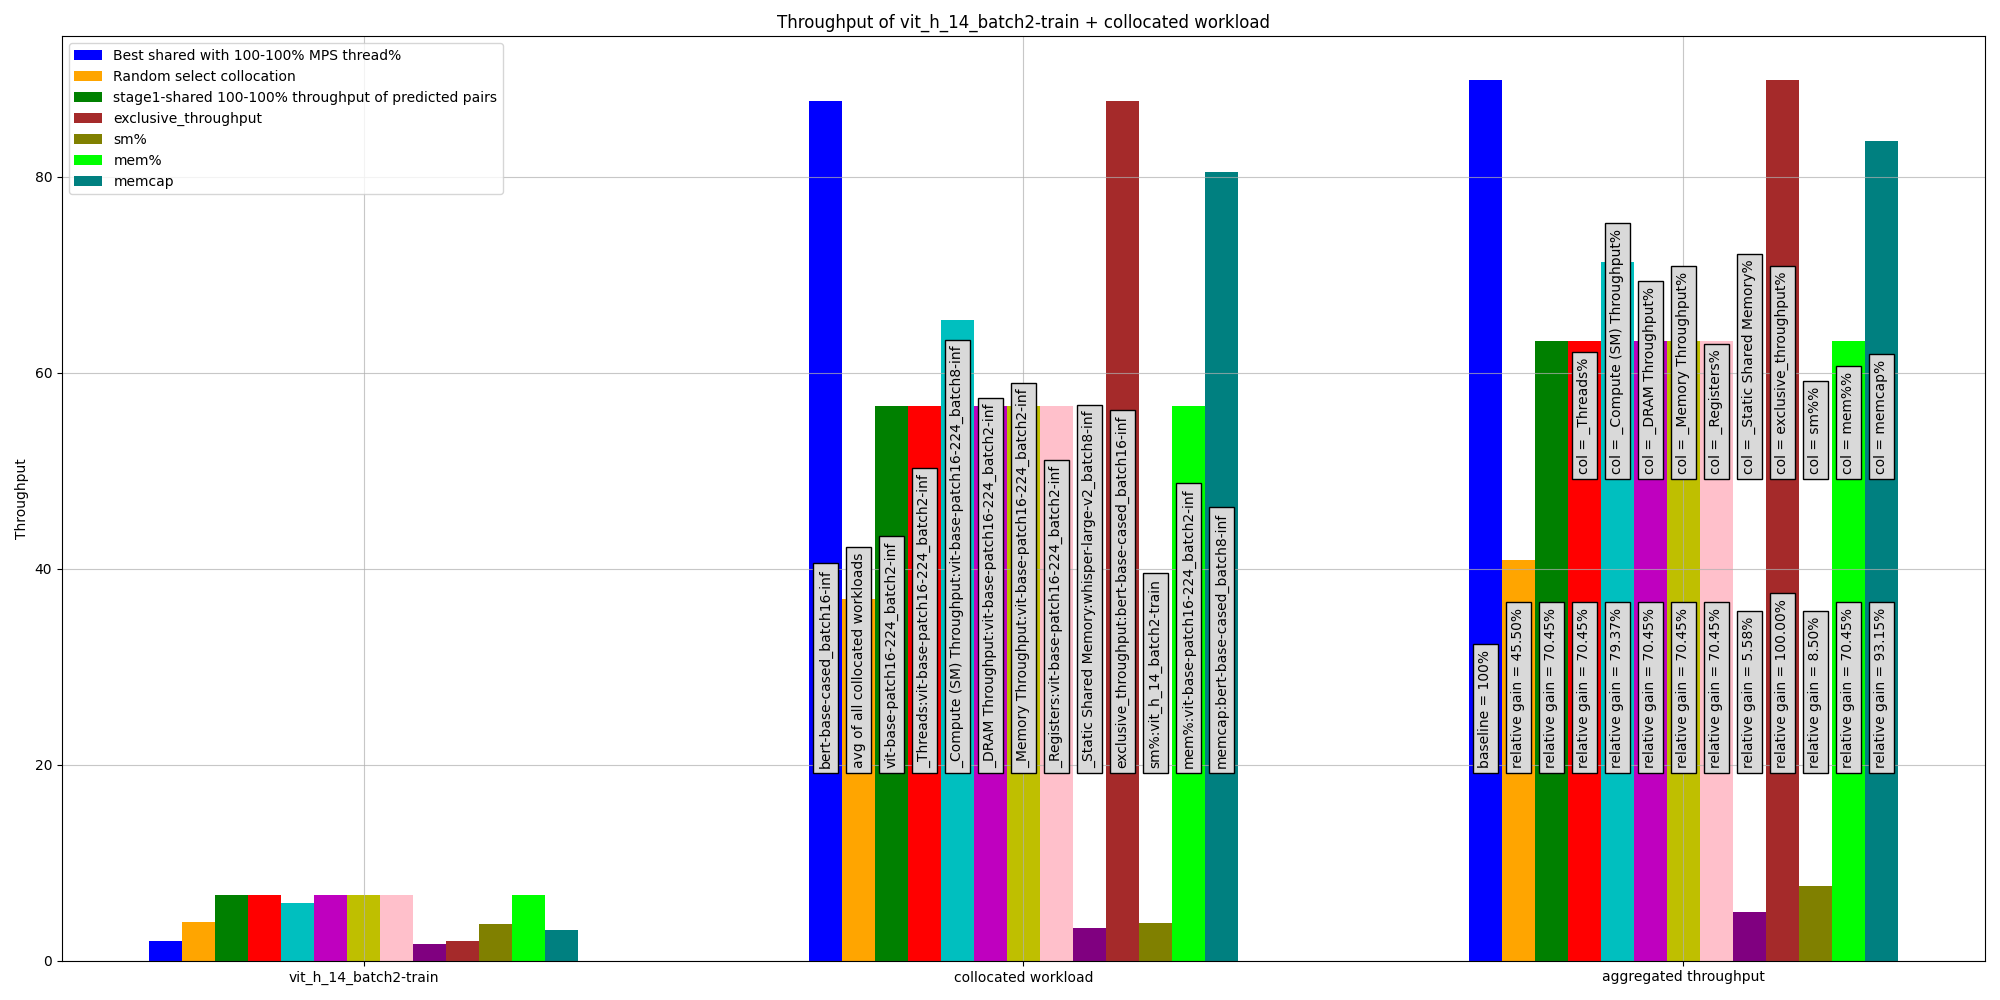 Throughput of vit_h_14_batch2-train + collocated workload
Best shared with 100-100% MPS thread%
Random select collocation
stage1-shared 100-100% throughput of predicted pairs
exclusive_throughput
sm%
mem%
memcap
Throughput
80
60
40
20
0
bert-base-cased_batch16-inf
avg of all collocated workloads
vit-base-patch16-224_batch2-inf
_Threads:vit-base-patch16-224_batch2-inf
_Compute (SM) Throughput:vit-base-patch16-224_batch8-inf
_DRAM Throughput:vit-base-patch16-224_batch2-inf
_Memory Throughput:vit-base-patch16-224_batch2-inf
_Registers:vit-base-patch16-224_batch2-inf
_Static Shared Memory:whisper-large-v2_batch8-inf
exclusive_throughput:bert-base-cased_batch16-inf
sm%:vit_h_14_batch2-train
mem%:vit-base-patch16-224_batch2-inf
memcap:bert-base-cased_batch8-inf
col = _Threads%
col = _Compute (SM) Throughput%
col = _DRAM Throughput%
col = _Memory Throughput%
col = _Registers%
col = _Static Shared Memory%
col = exclusive_throughput%
col = sm%%
col = mem%%
col = memcap%
baseline = 100%
relative gain = 45.50%
relative gain = 70.45%
relative gain = 70.45%
relative gain = 79.37%
relative gain = 70.45%
relative gain = 70.45%
relative gain = 70.45%
relative gain = 5.58%
relative gain = 100.00%
relative gain = 8.50%
relative gain = 70.45%
relative gain = 93.15%
vit_h_14_batch2-train
collocated workload
aggregated throughput